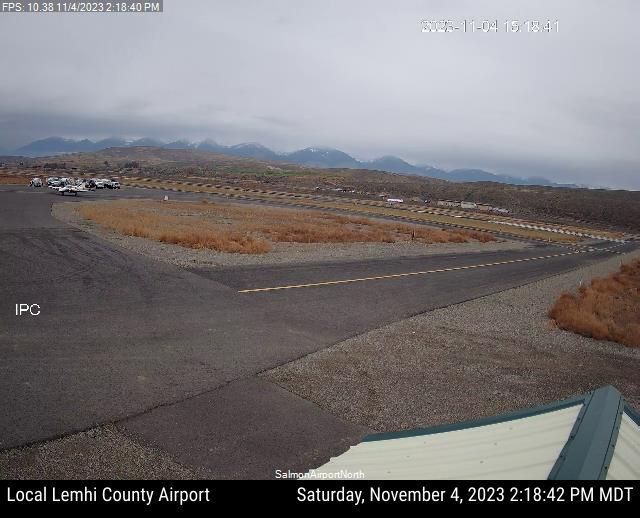 FPS: 10.38 11/4/2023 2:18:40 PM
2023-11-04 15:18:41
IPC
SalmonAirportNorth
Local Lemhi County Airport
Saturday, November 4, 2023 2:18:42 PM MDT